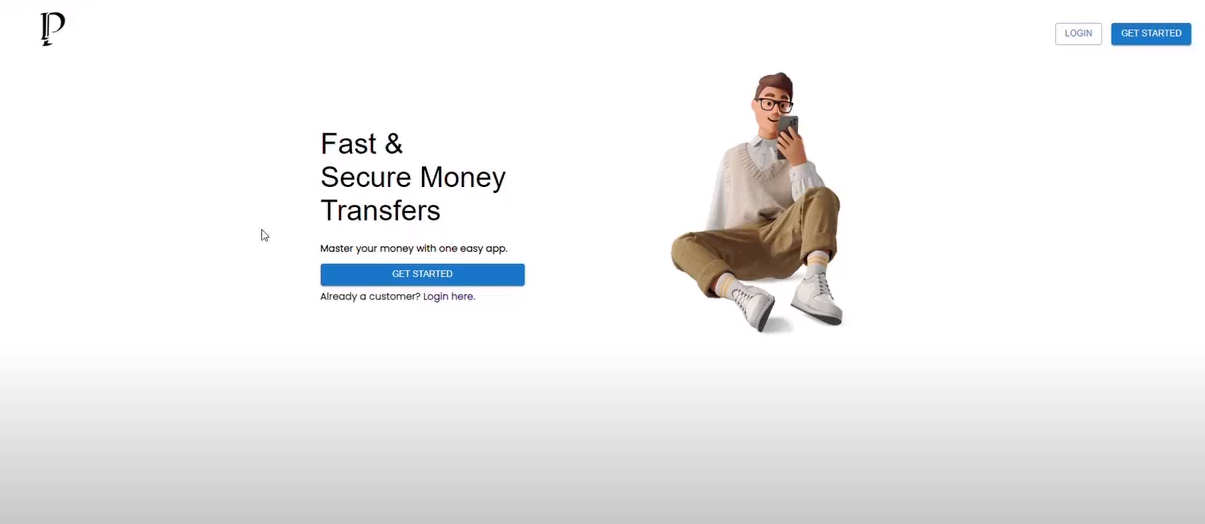 P
LOGIN
GET STARTED
Fast &
Secure Money
Transfers
Master your money with one easy app.
GET STARTED
Already a customer? Login here.